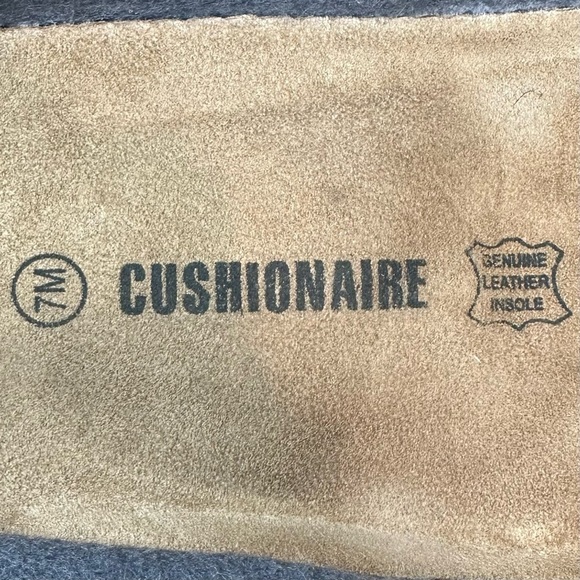 7M
CUSHIONAIRE
GENUINE
LEATHER
INSOLE